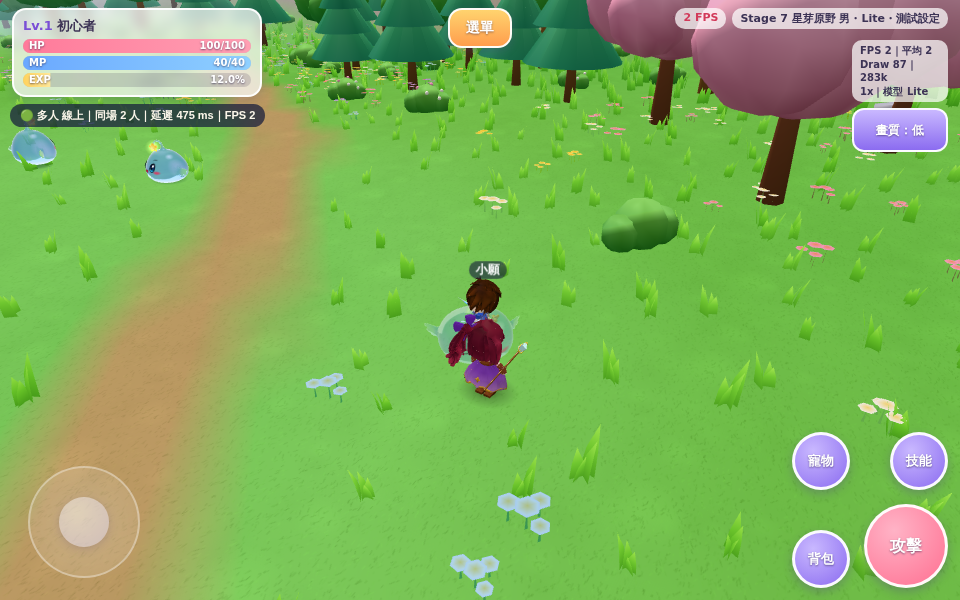 Lv.1 初心者
HP 100/100
MP 40/40
EXP 12.0%
多人 線上｜同場 2 人｜延遲 475 ms｜FPS 2
選單
2 FPS
Stage 7 星芽原野 男・Lite・測試設定
FPS 2｜平均 2
Draw 87｜
283k
1x｜模型 Lite
畫質：低
小願
寵物
技能
背包
攻擊